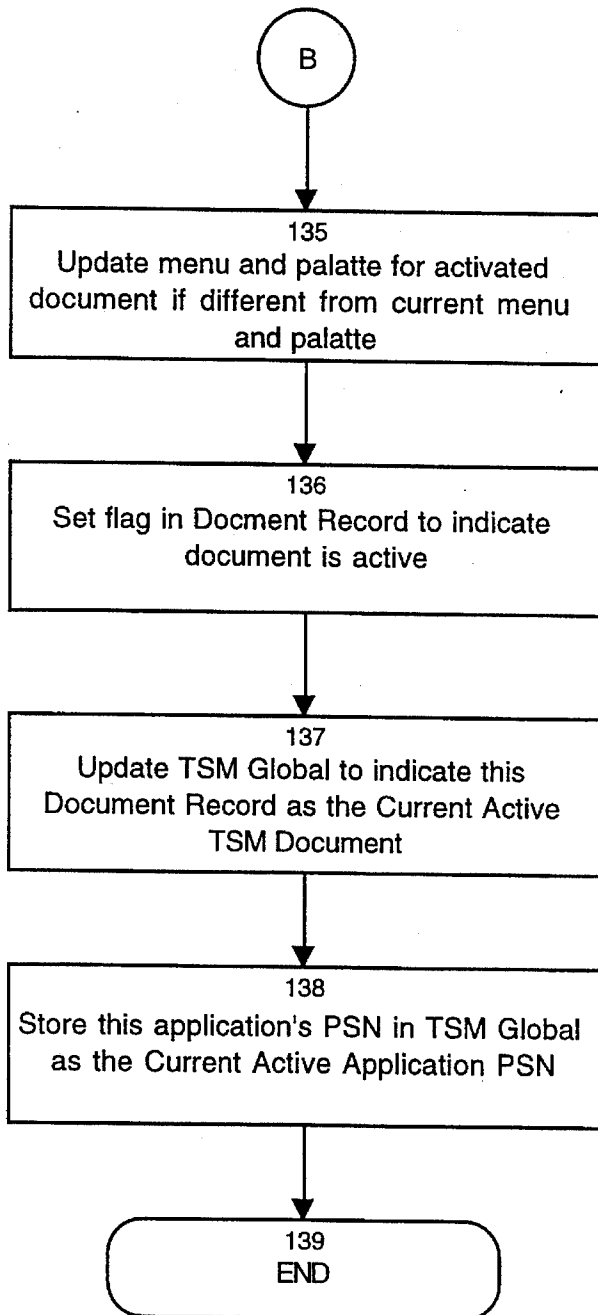 B
135
Update menu and palatte for activated
document if different from current menu
and palatte
136
Set flag in Docment Record to indicate
document is active
137
Update TSM Global to indicate this
Document Record as the Current Active
TSM Document
138
Store this application's PSN in TSM Global
as the Current Active Application PSN
139
END